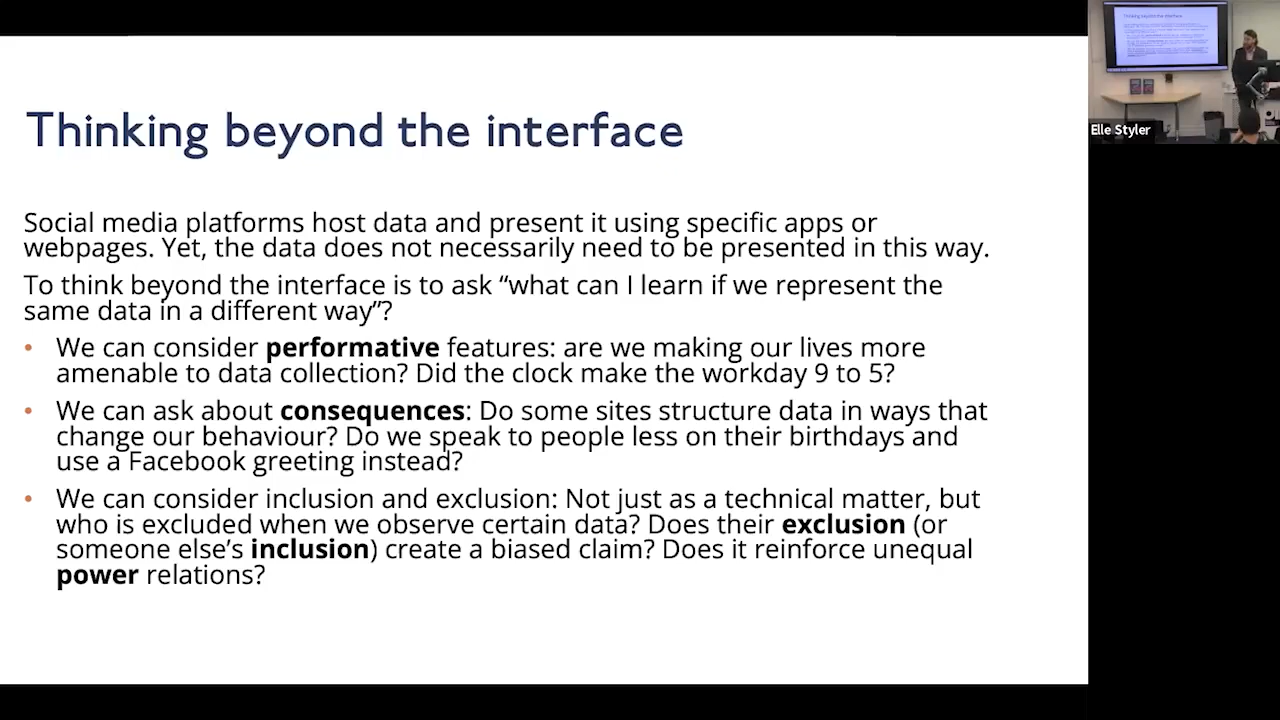 Thinking beyond the interface
Social media platforms host data and present it using specific apps or
webpages. Yet, the data does not necessarily need to be presented in this way.
To think beyond the interface is to ask “what can I learn if we represent the
same data in a different way”?
• We can consider performative features: are we making our lives more
amenable to data collection? Did the clock make the workday 9 to 5?
• We can ask about consequences: Do some sites structure data in ways that
change our behaviour? Do we speak to people less on their birthdays and
use a Facebook greeting instead?
• We can consider inclusion and exclusion: Not just as a technical matter, but
who is excluded when we observe certain data? Does their exclusion (or
someone else’s inclusion) create a biased claim? Does it reinforce unequal
power relations?
Thinking beyond the interface
Elle Styler